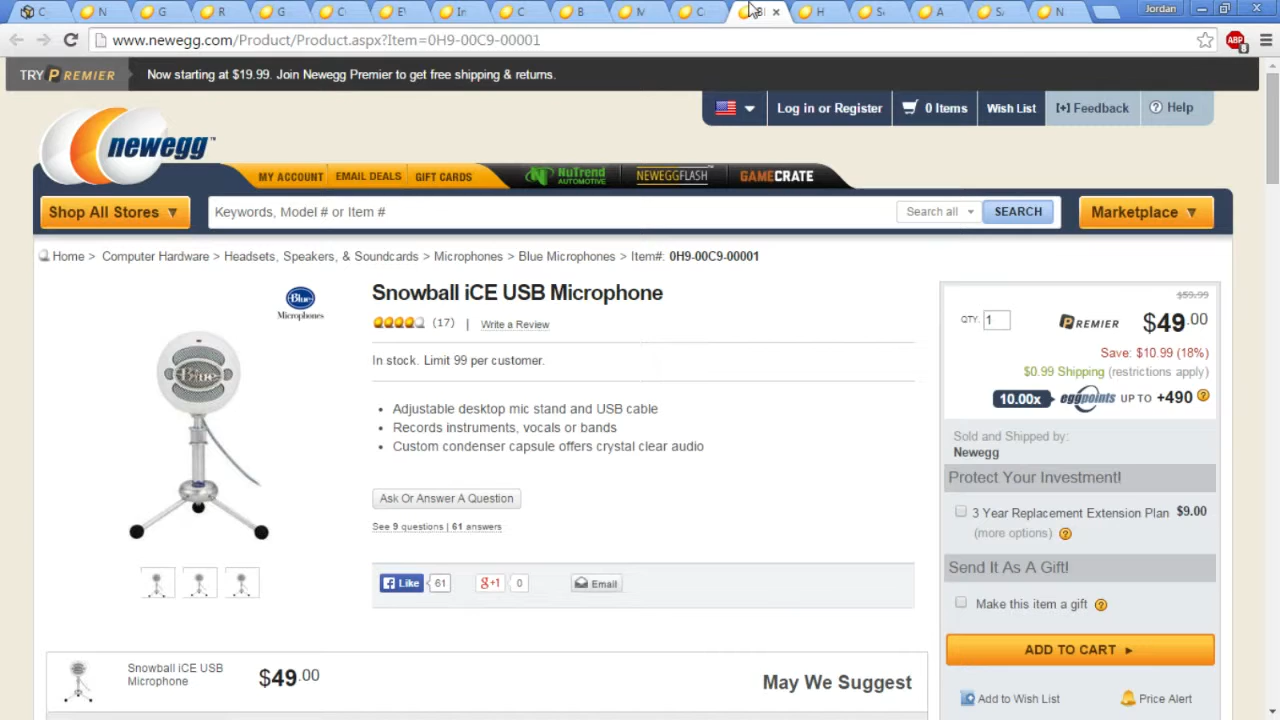 C N G R G C E In C B M C Bl H S A S N
Jordan
www.newegg.com/Product/Product.aspx?Item=0H9-00C9-00001
ABP
8
TRY PREMIER Now starting at $19.99. Join Newegg Premier to get free shipping & returns.
Log in or Register 0 Items Wish List [+] Feedback ? Help
newegg™
MY ACCOUNT EMAIL DEALS GIFT CARDS NUTREND AUTOMOTIVE NEWEGGFLASH™ GAMECRATE
Shop All Stores ▼ Keywords, Model # or Item # Search all SEARCH Marketplace ▼
Home > Computer Hardware > Headsets, Speakers, & Soundcards > Microphones > Blue Microphones > Item#: 0H9-00C9-00001
Blue
Microphones
Blue
Snowball iCE USB Microphone
(17) | Write a Review
In stock. Limit 99 per customer.
• Adjustable desktop mic stand and USB cable
• Records instruments, vocals or bands
• Custom condenser capsule offers crystal clear audio
Ask Or Answer A Question
See 9 questions | 61 answers
Like 61 g+1 0 Email
$59.99
QTY. 1 PREMIER $49.00
Save: $10.99 (18%)
$0.99 Shipping (restrictions apply)
10.00x eggpoints UP TO +490 ?
Sold and Shipped by:
Newegg
Protect Your Investment!
3 Year Replacement Extension Plan $9.00
(more options) ?
Send It As A Gift!
Make this item a gift ?
ADD TO CART ►
Add to Wish List Price Alert
Snowball iCE USB
Microphone
$49.00
May We Suggest